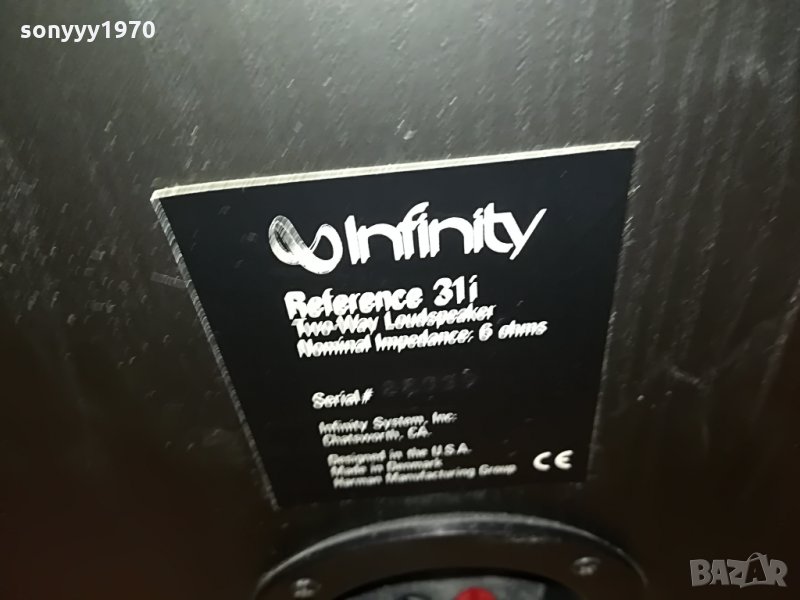 sonyyy1970
Infinity
Reference 31i
Two-Way Loudspeaker
Nominal Impedance: 6 ohms
Serial#
Infinity System, Inc.
Chatsworth, CA.
Designed in the U.S.A.
Made in Denmark
Harman Manufacturing Group
CE
BAZAR